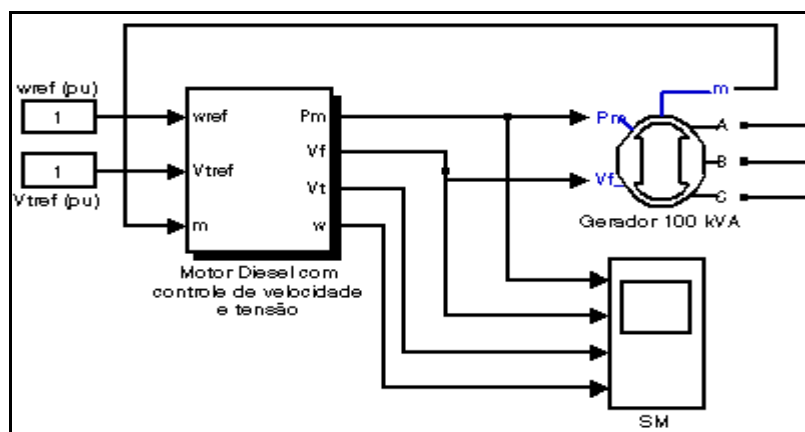 wref (pu)
1
1
Vtref (pu)
wref
Vtref
m
Pm
Vf
Vt
w
Motor Diesel com
controle de velocidade
e tensão
m
Pm
Vf_
A
B
C
Gerador 100 kVA
SM